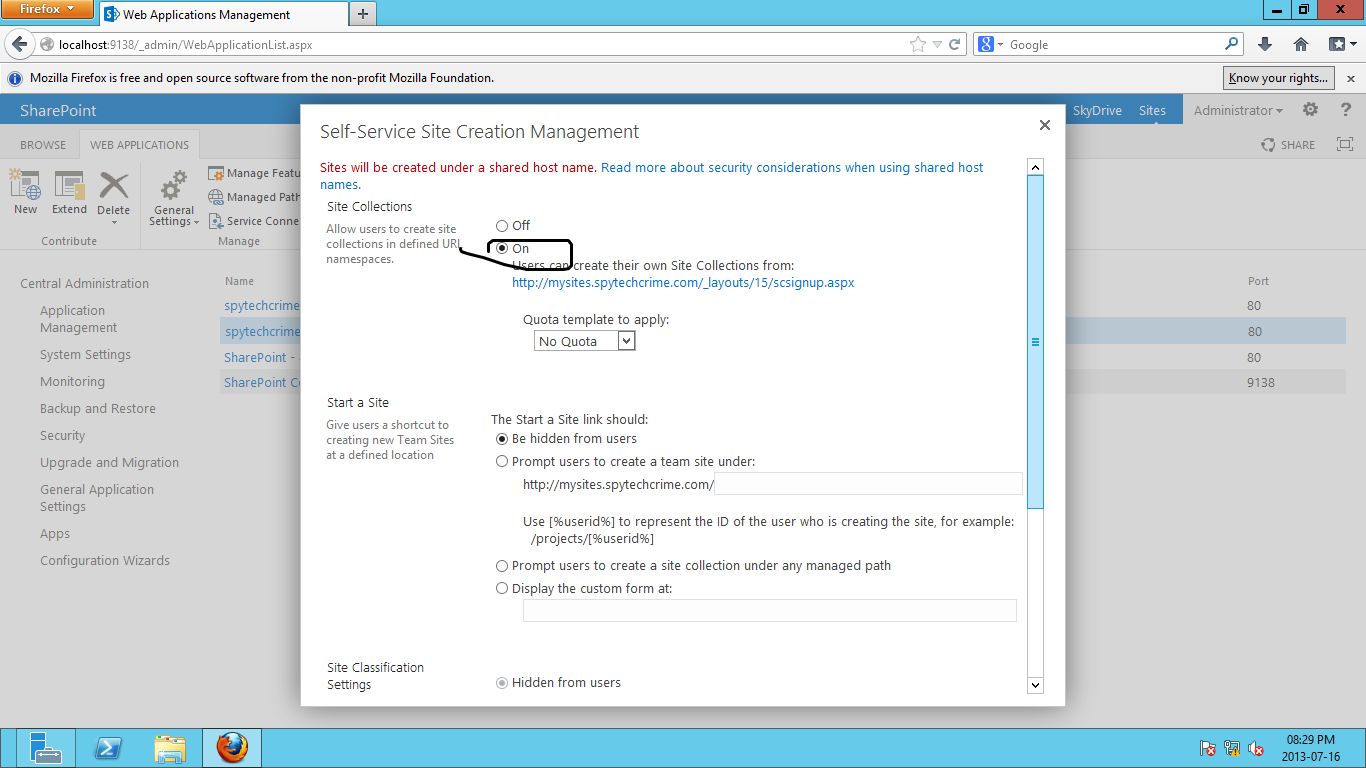 Firefox
Web Applications Management
localhost:9138/_admin/WebApplicationList.aspx
Google
Mozilla Firefox is free and open source software from the non-profit Mozilla Foundation.
Know your rights...
SharePoint
SkyDrive
Sites
Administrator
BROWSE
WEB APPLICATIONS
SHARE
New
Extend
Delete
General Settings
Manage Featu
Managed Path
Service Conne
Contribute
Manage
Central Administration
Application
Management
System Settings
Monitoring
Backup and Restore
Security
Upgrade and Migration
General Application
Settings
Apps
Configuration Wizards
Name
spytechcrime
spytechcrime
SharePoint -
SharePoint Ce
Port
80
80
80
9138
Self-Service Site Creation Management
Sites will be created under a shared host name. Read more about security considerations when using shared host
names.
Site Collections
Allow users to create site
collections in defined URL
namespaces.
Off
On
Users can create their own Site Collections from:
http://mysites.spytechcrime.com/_layouts/15/scsignup.aspx
Quota template to apply:
No Quota
Start a Site
Give users a shortcut to
creating new Team Sites
at a defined location
The Start a Site link should:
Be hidden from users
Prompt users to create a team site under:
http://mysites.spytechcrime.com/
Use [%userid%] to represent the ID of the user who is creating the site, for example:
/projects/[%userid%]
Prompt users to create a site collection under any managed path
Display the custom form at:
Site Classification
Settings
Hidden from users
08:29 PM
2013-07-16